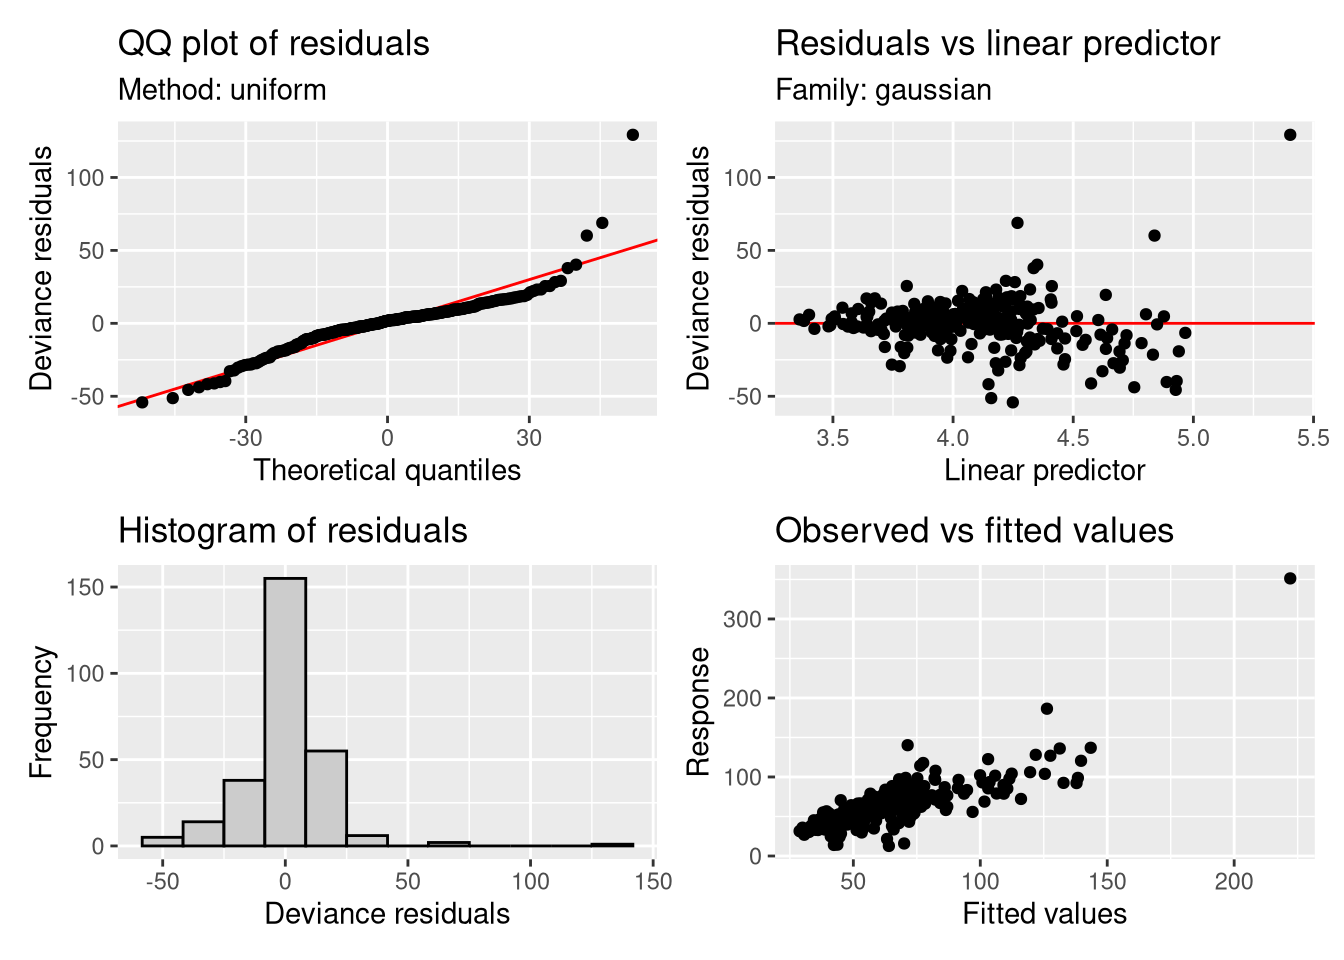 QQ plot of residuals
Method: uniform
Deviance residuals
100
50
0
-50
-30
0
30
Theoretical quantiles
Residuals vs linear predictor
Family: gaussian
Deviance residuals
100
50
0
-50
3.5
4.0
4.5
5.0
5.5
Linear predictor
Histogram of residuals
Frequency
150
100
50
0
-50
0
50
100
150
Deviance residuals
Observed vs fitted values
Response
300
200
100
0
50
100
150
200
Fitted values